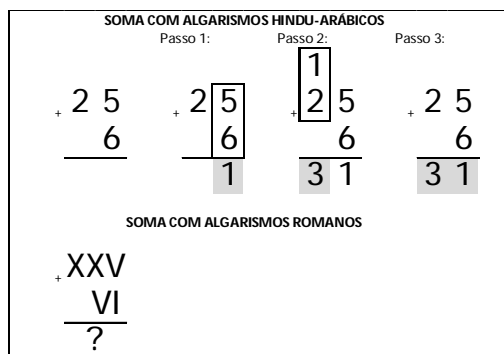 SOMA COM ALGARISMOS HINDU-ARÁBICOS
Passo 1: Passo 2: Passo 3:
1
+ 2 5 + 2 5 + 2 5 + 2 5
6 6 6 6
1 3 1 3 1
SOMA COM ALGARISMOS ROMANOS
+ XXV
VI
?